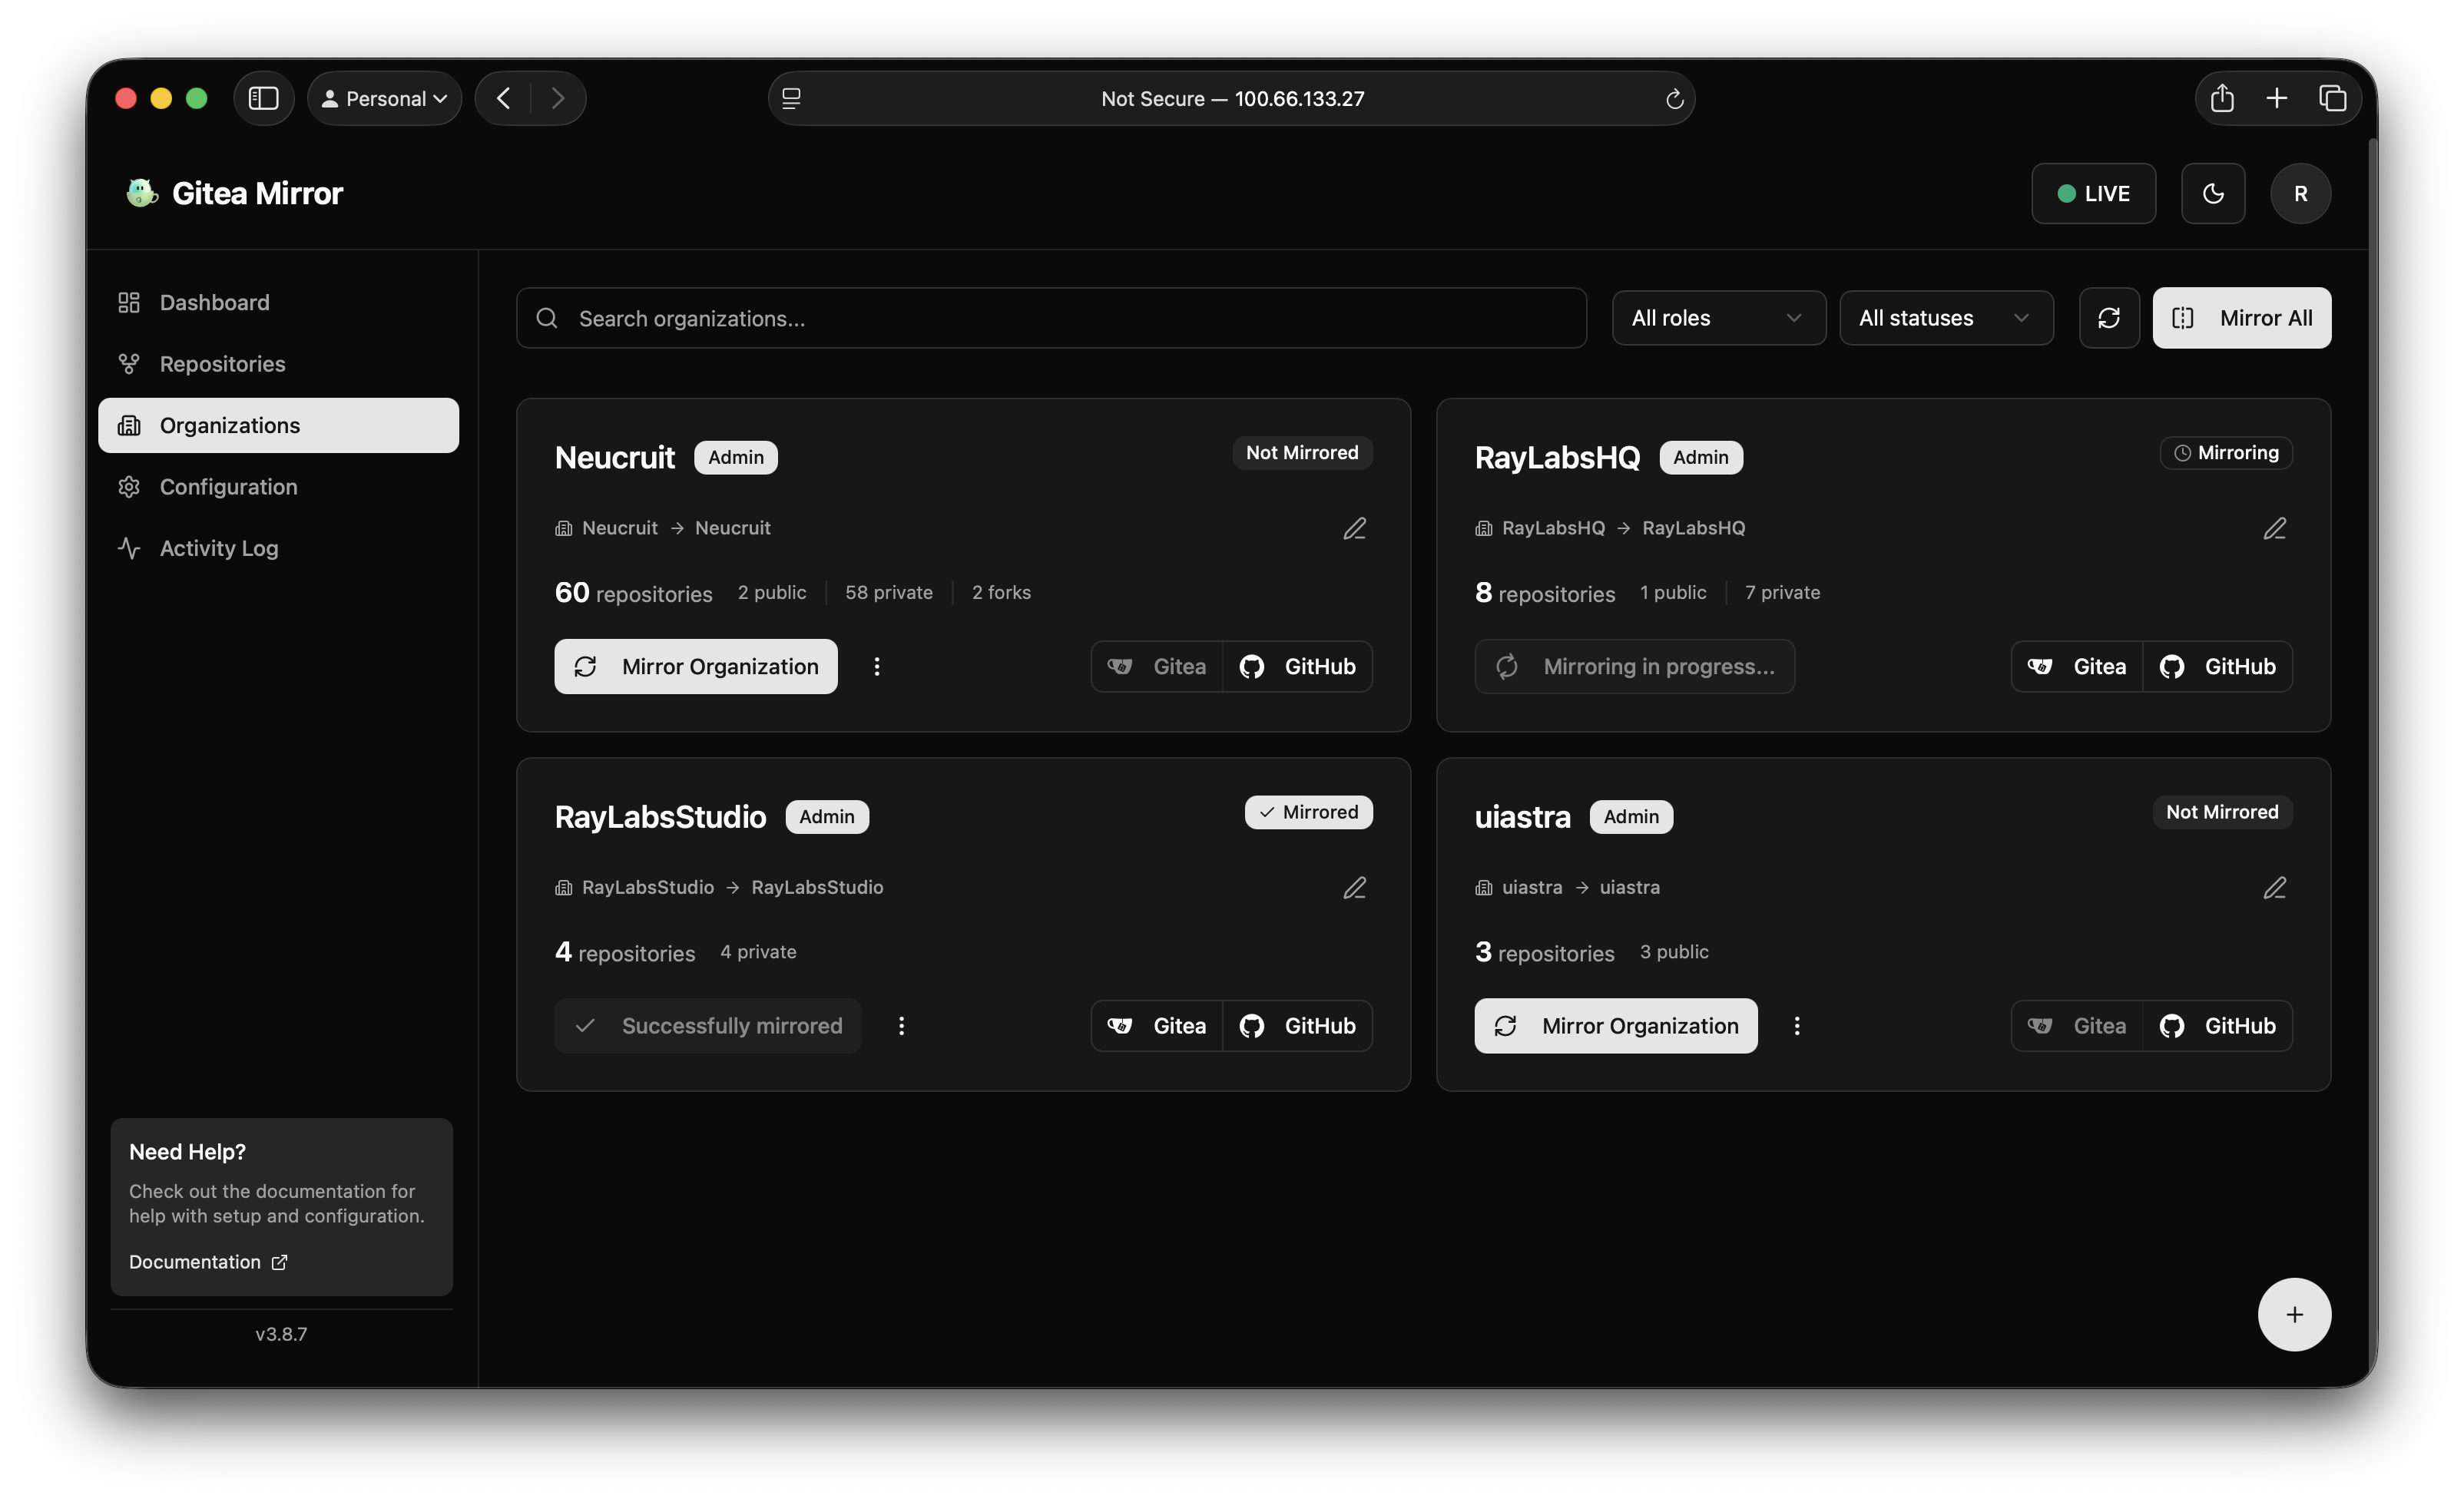 Personal
Not Secure — 100.66.133.27
Gitea Mirror
LIVE
R
Dashboard
Repositories
Organizations
Configuration
Activity Log
Need Help?
Check out the documentation for
help with setup and configuration.
Documentation
v3.8.7
Search organizations...
All roles
All statuses
Mirror All
Neucruit Admin Not Mirrored
Neucruit → Neucruit
60 repositories 2 public 58 private 2 forks
Mirror Organization Gitea GitHub
RayLabsHQ Admin Mirroring
RayLabsHQ → RayLabsHQ
8 repositories 1 public 7 private
Mirroring in progress... Gitea GitHub
RayLabsStudio Admin Mirrored
RayLabsStudio → RayLabsStudio
4 repositories 4 private
Successfully mirrored Gitea GitHub
uiastra Admin Not Mirrored
uiastra → uiastra
3 repositories 3 public
Mirror Organization Gitea GitHub